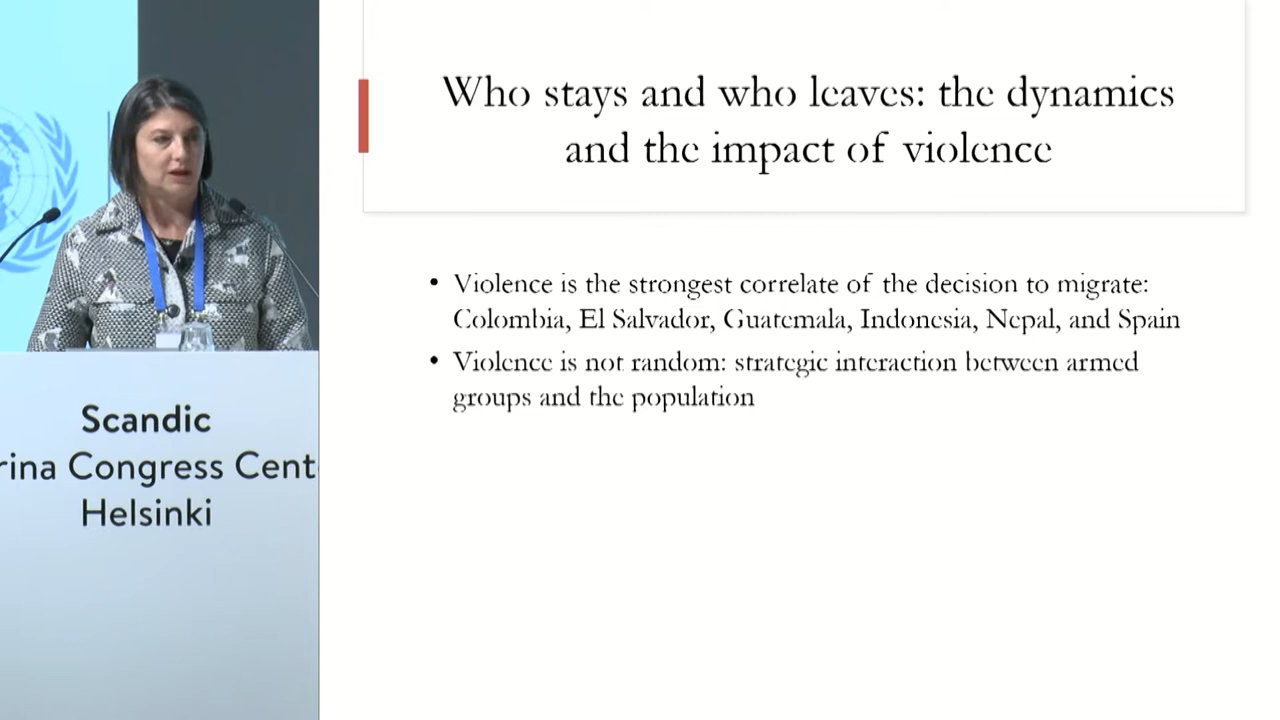 Who stays and who leaves: the dynamics
and the impact of violence
• Violence is the strongest correlate of the decision to migrate:
Colombia, El Salvador, Guatemala, Indonesia, Nepal, and Spain
• Violence is not random: strategic interaction between armed
groups and the population
Scandic
rina Congress Cent
Helsinki